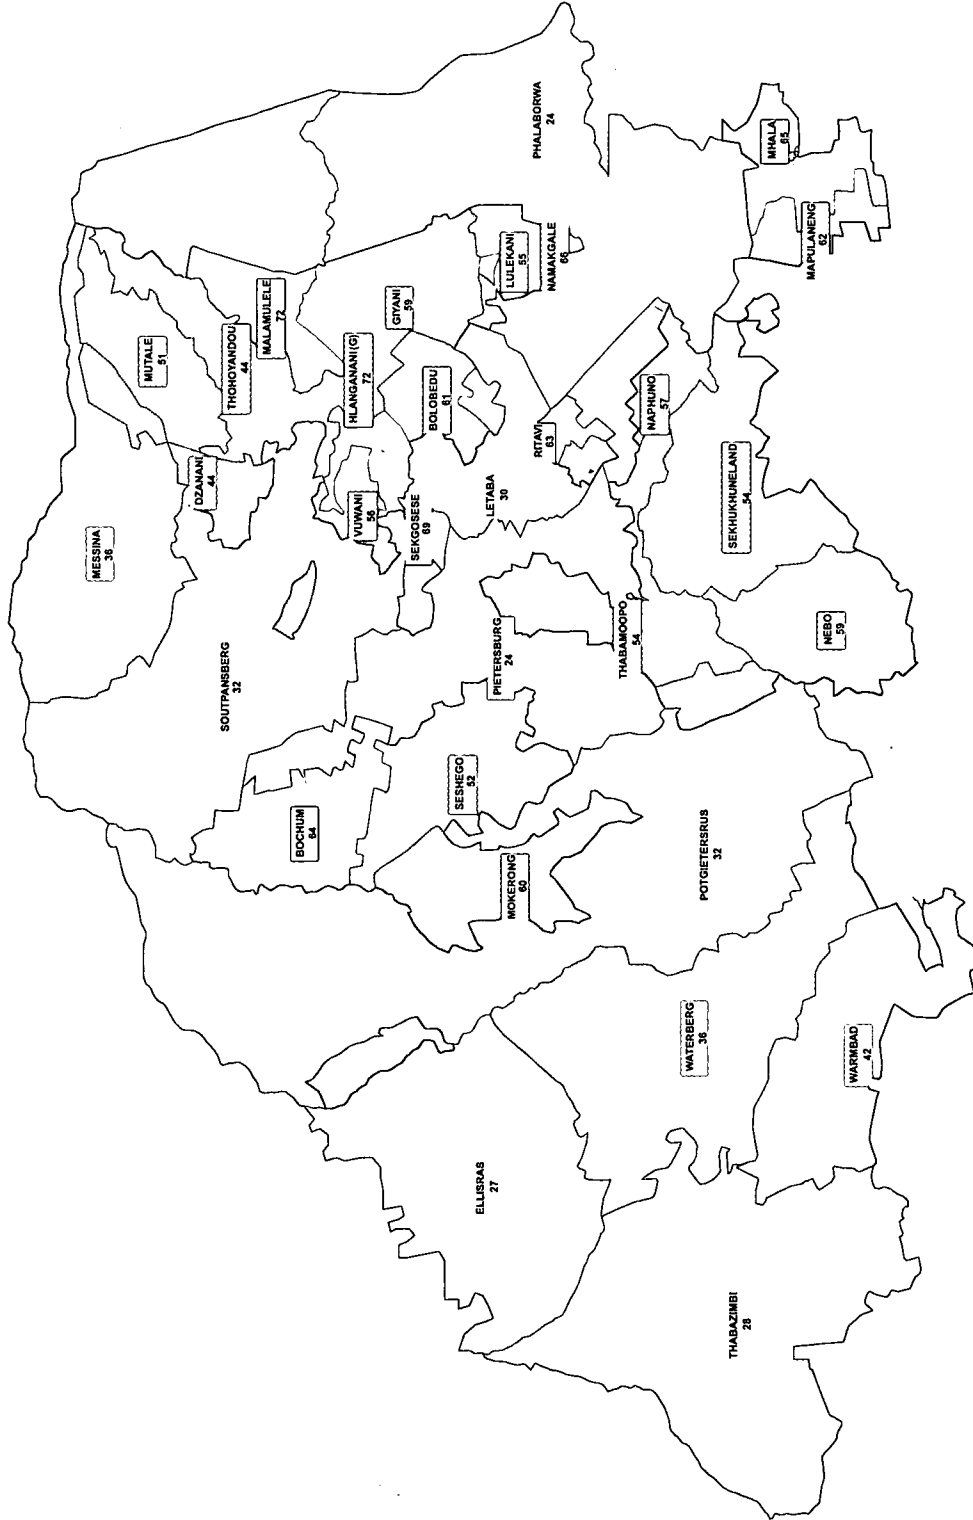 MESSINA
36
SOUTPANSBERG
32
DZANANI
44
MUTALE
51
THOHOYANDOU
44
MALAMULELE
72
HLANGANANI (G)
72
GIYANI
59
VUWANI
56
SEKGOSESE
69
BOLOBEDU
61
LULEKANI
55
NAMAKGALE
66
PHALABORWA
24
BOCHUM
64
SESHEGO
52
MOKERONG
60
PIETERSBURG
24
LETABA
30
RITAVI
63
NAPHUNO
57
THABAMOOPO
54
SEKHUKHUNELAND
54
NEBO
59
MHALA
65
MAPULANENG
62
POTGIETERSRUS
32
ELLISRAS
27
WATERBERG
36
WARMBAD
42
THABAZIMBI
28